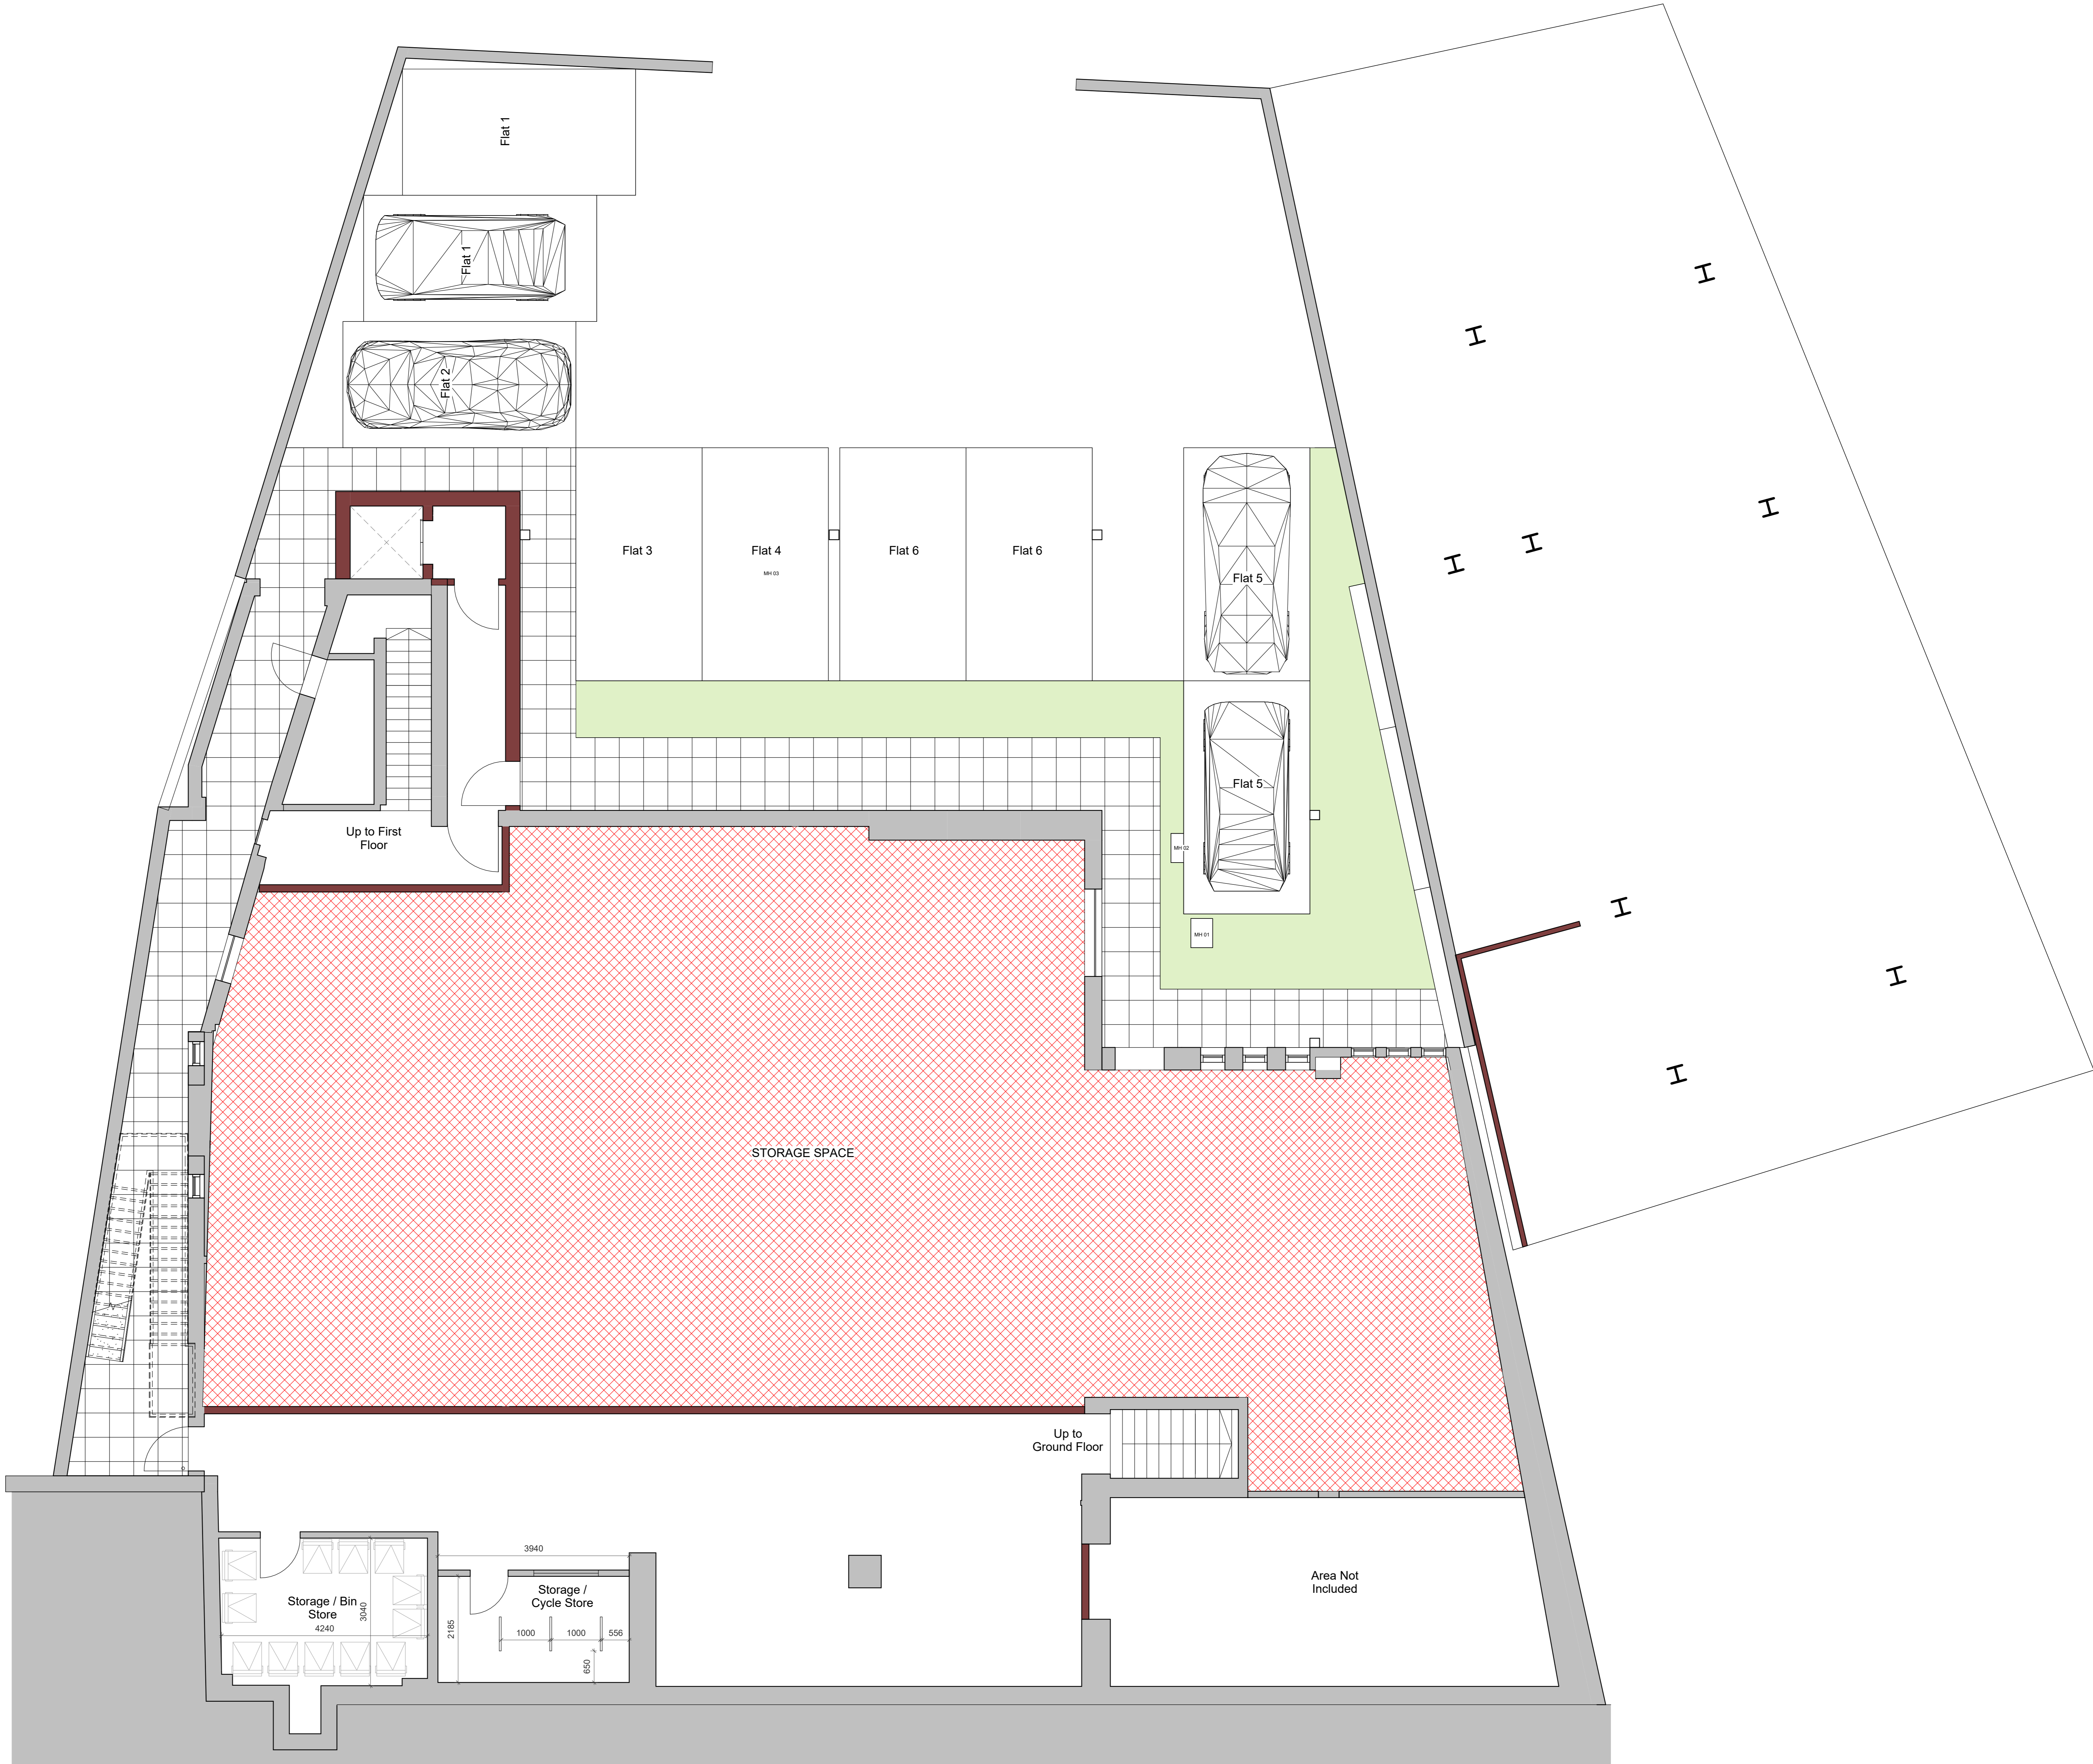 Flat 1
Flat 1
Flat 2
Flat 3
Flat 4
MH 03
Flat 6
Flat 6
Flat 5
Flat 5
MH 02
MH 01
Up to First
Floor
STORAGE SPACE
Up to
Ground Floor
3940
Storage / Bin
Store
3040
4240
Storage /
Cycle Store
2185
1000
1000
556
650
Area Not
Included